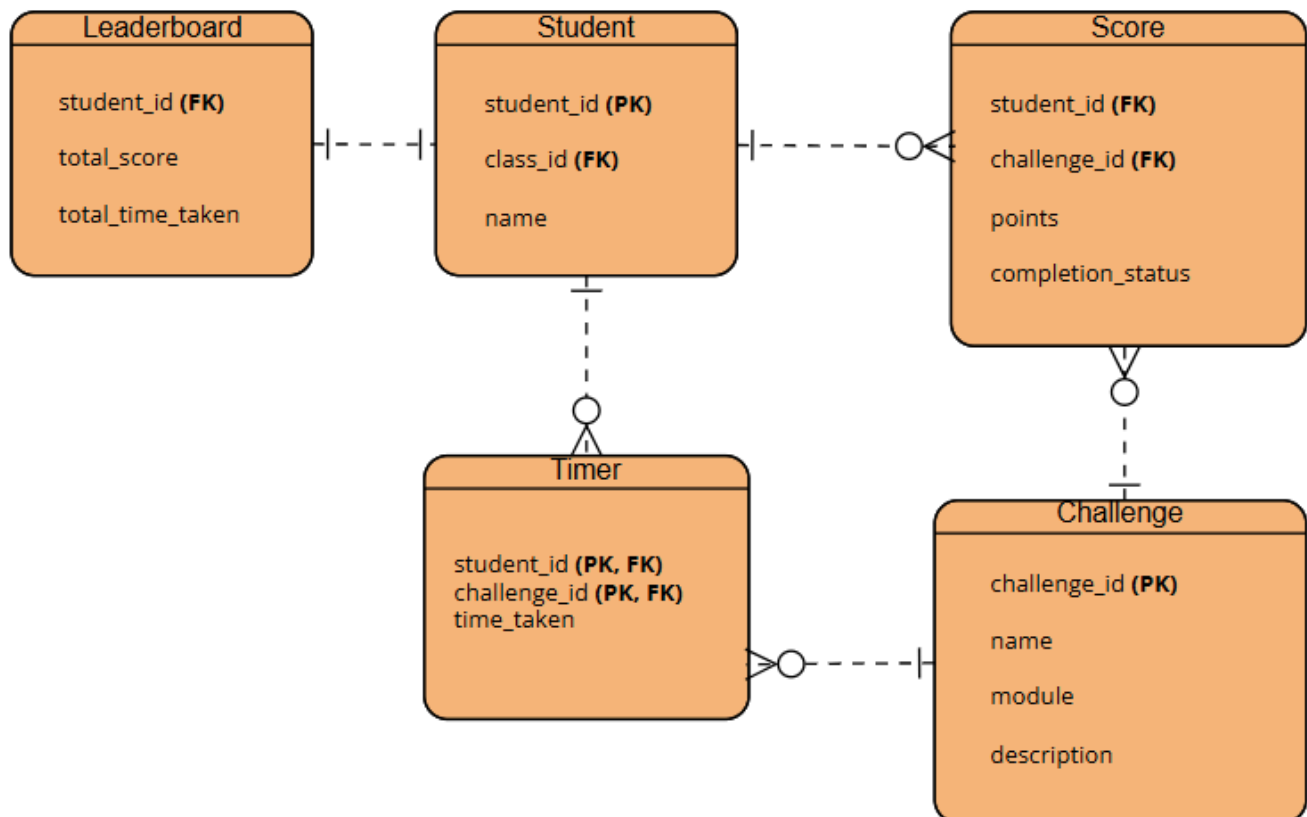 Leaderboard
student_id (FK)
total_score
total_time_taken
Student
student_id (PK)
class_id (FK)
name
Score
student_id (FK)
challenge_id (FK)
points
completion_status
Timer
student_id (PK, FK)
challenge_id (PK, FK)
time_taken
Challenge
challenge_id (PK)
name
module
description